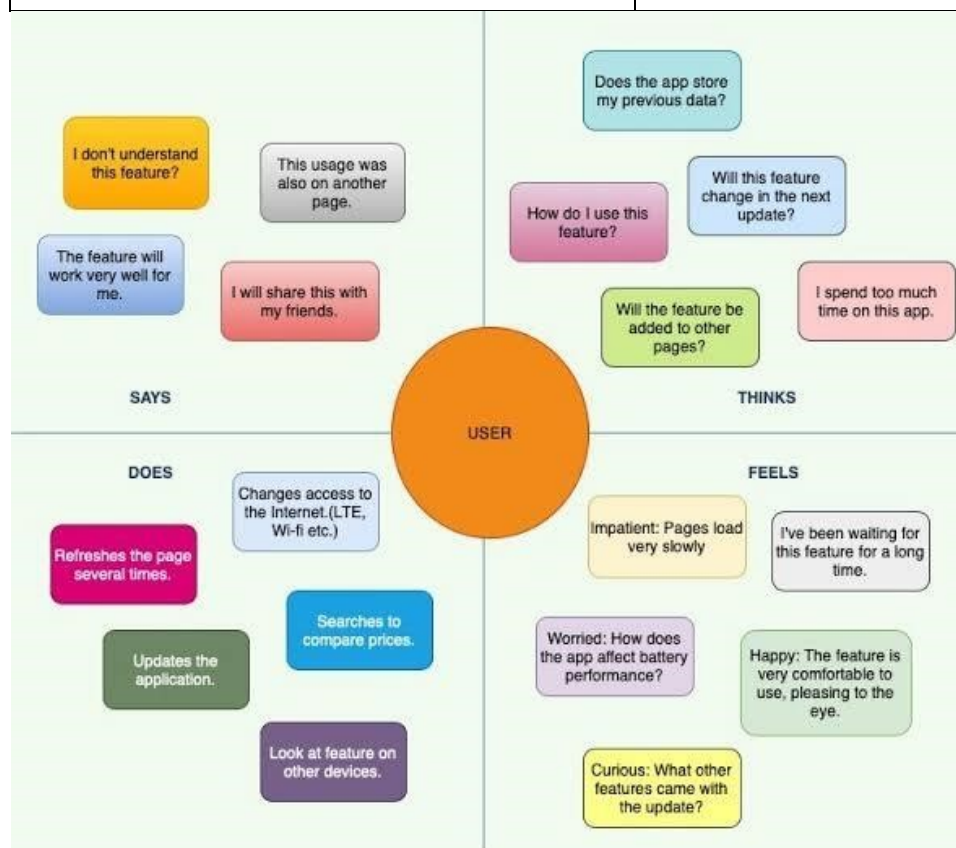 I don't understand
this feature?
This usage was
also on another
page.
The feature will
work very well for
me.
I will share this with
my friends.
SAYS
Does the app store
my previous data?
How do I use this
feature?
Will this feature
change in the next
update?
Will the feature be
added to other
pages?
I spend too much
time on this app.
THINKS
USER
DOES
Changes access to
the Internet.(LTE,
Wi-fi etc.)
Refreshes the page
several times.
Searches to
compare prices.
Updates the
application.
Look at feature on
other devices.
FEELS
Impatient: Pages load
very slowly
I've been waiting for
this feature for a long
time.
Worried: How does
the app affect battery
performance?
Happy: The feature is
very comfortable to
use, pleasing to the
eye.
Curious: What other
features came with
the update?